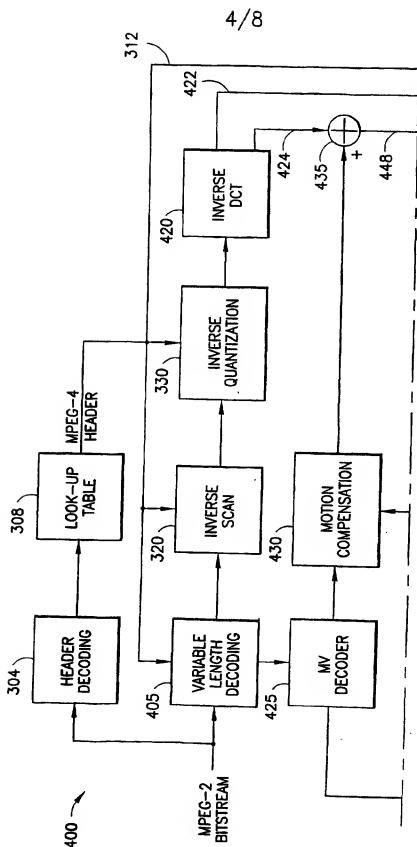 4/8
400
MPEG-2
BITSTREAM
304
HEADER
DECODING
308
LOOK-UP
TABLE
MPEG-4
HEADER
312
405
VARIABLE
LENGTH
DECODING
320
INVERSE
SCAN
330
INVERSE
QUANTIZATION
420
INVERSE
DCT
422
424
425
MV
DECODER
430
MOTION
COMPENSATION
435
+
448